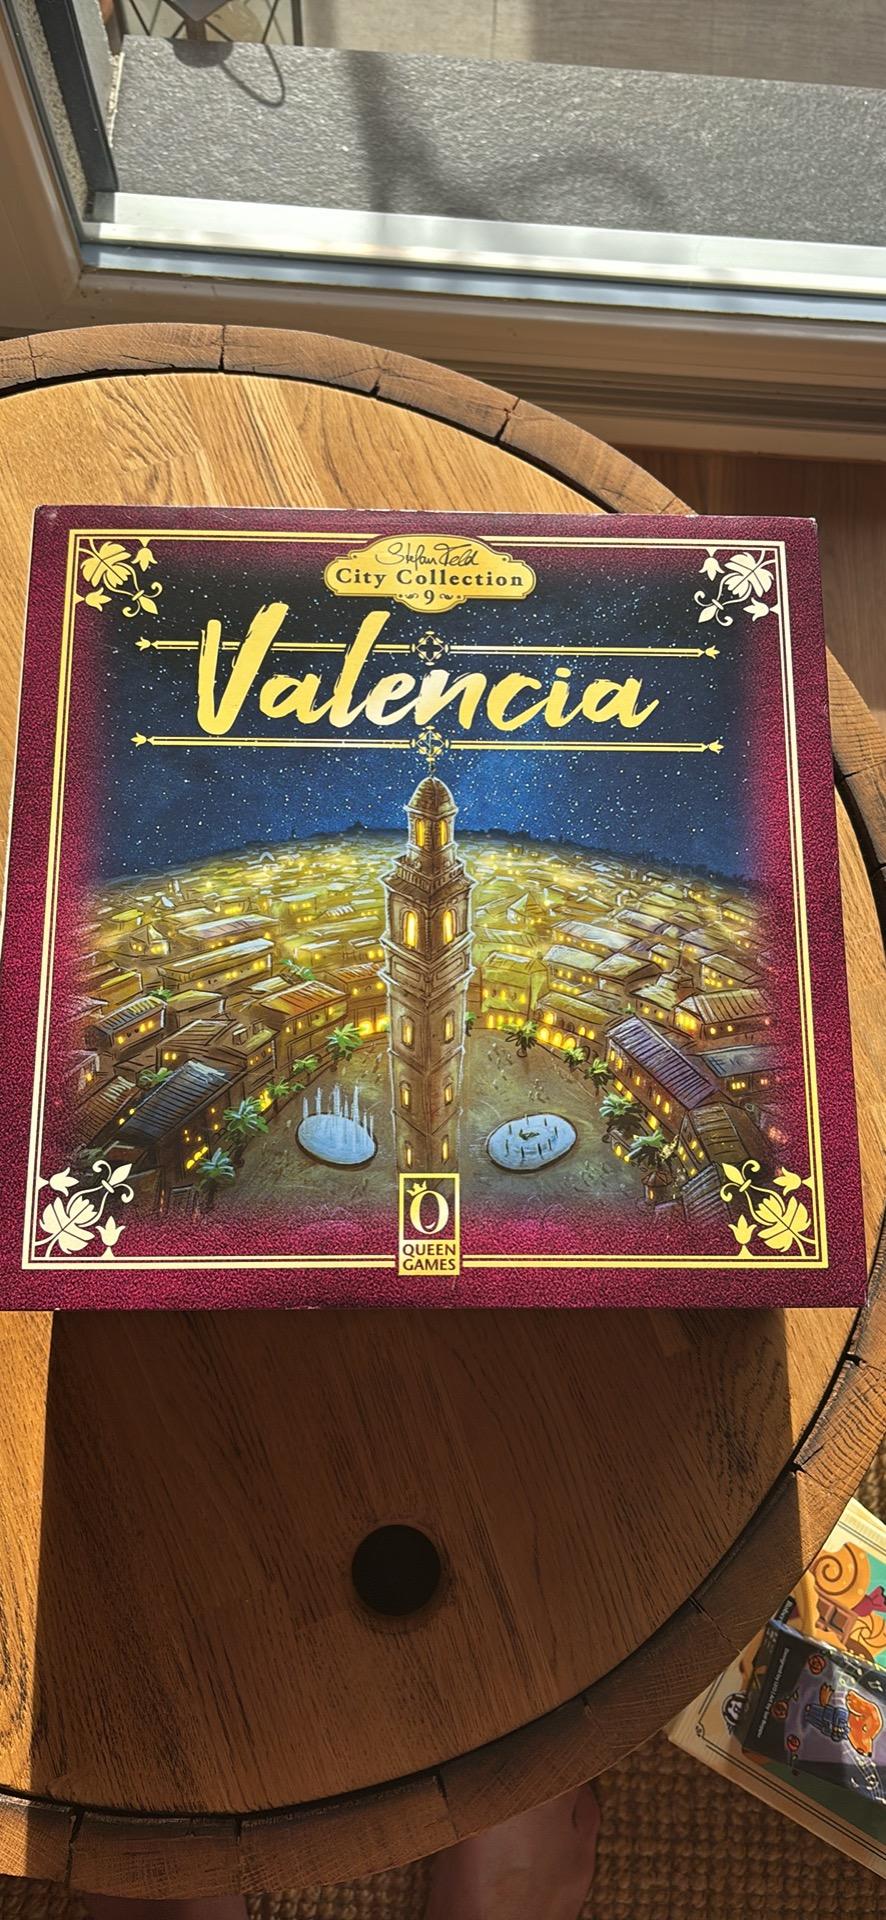 Stefan Feld
City Collection
9
Valencia
QUEEN
GAMES